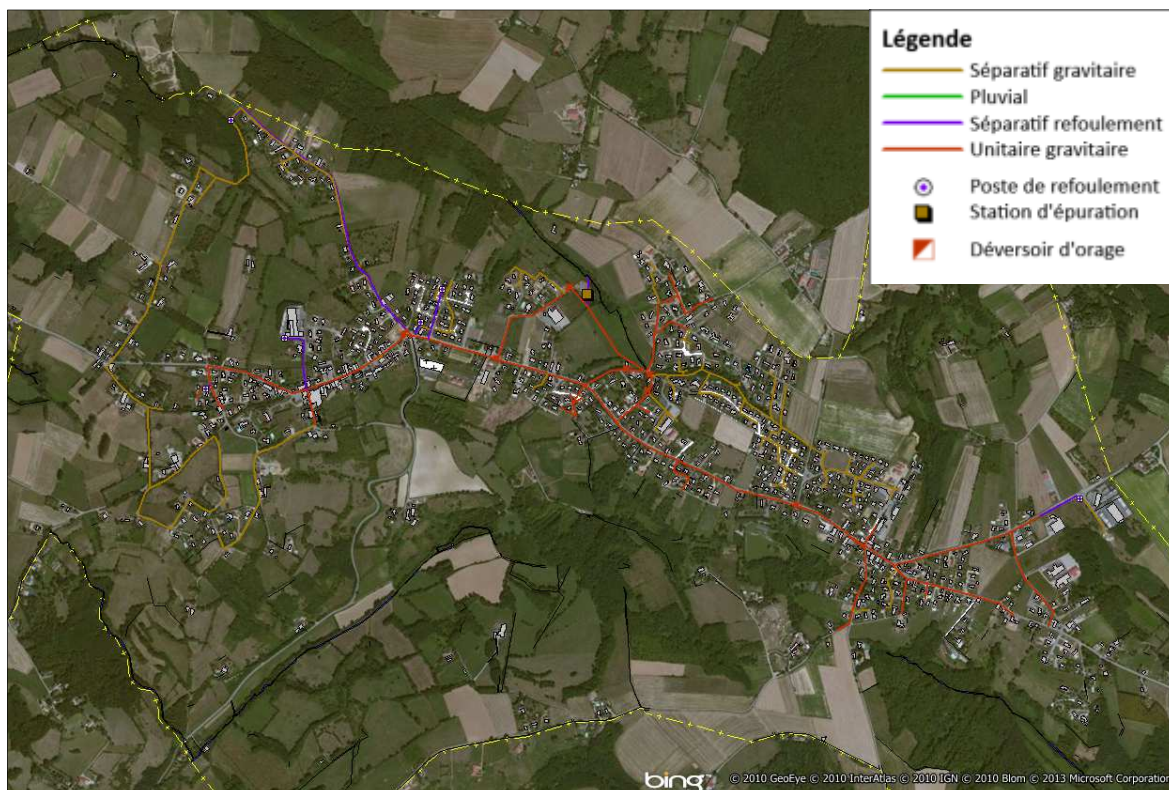 Légende
Séparatif gravitaire
Pluvial
Séparatif refoulement
Unitaire gravitaire
Poste de refoulement
Station d'épuration
Déversoir d'orage
bing © 2010 GeoEye © 2010 InterAtlas © 2010 IGN © 2010 Blom © 2013 Microsoft Corporation